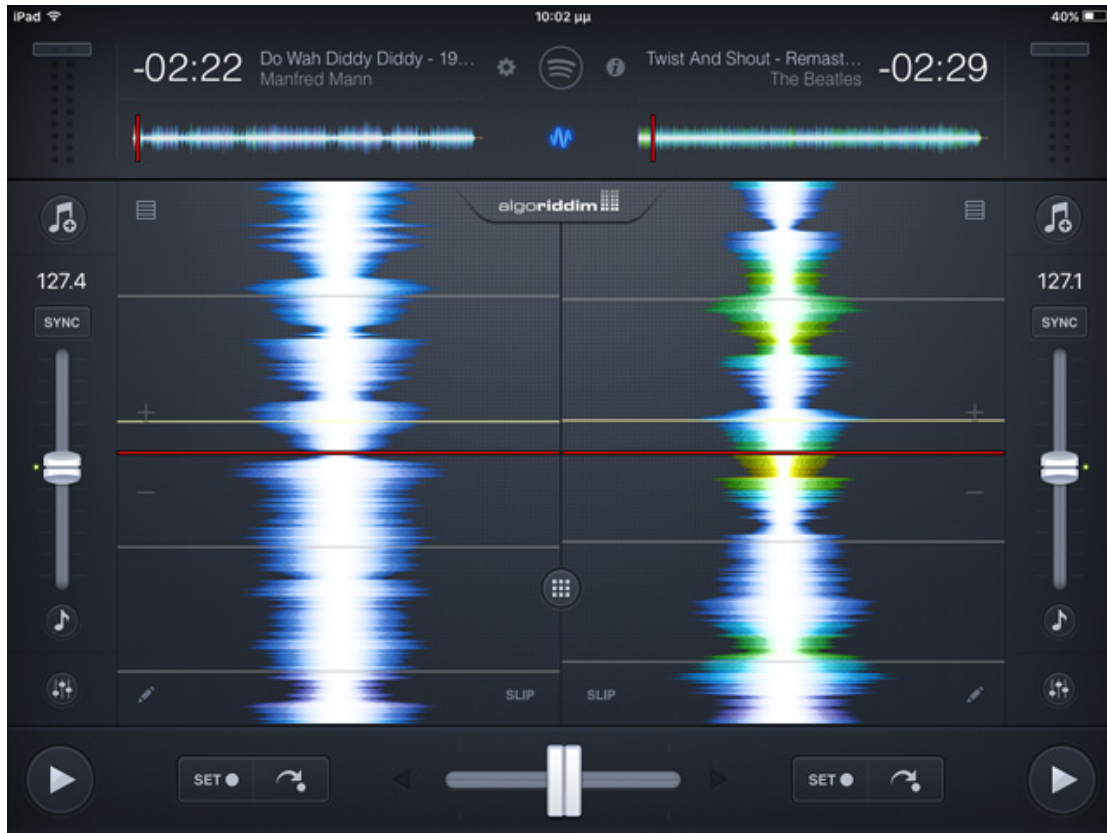 iPad 10:02 μμ 40%
-02:22 Do Wah Diddy Diddy - 19...
Manfred Mann
Twist And Shout - Remast... -02:29
The Beatles
algoriddim
127.4
127.1
SYNC
SYNC
SLIP
SLIP
SET
SET